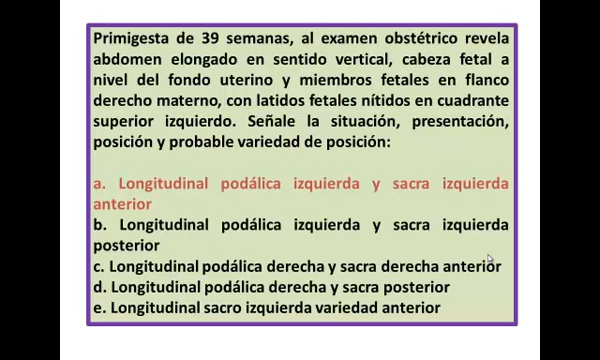 Primigesta de 39 semanas, al examen obstétrico revela
abdomen elongado en sentido vertical, cabeza fetal a
nivel del fondo uterino y miembros fetales en flanco
derecho materno, con latidos fetales nítidos en cuadrante
superior izquierdo. Señale la situación, presentación,
posición y probable variedad de posición:
a. Longitudinal podálica izquierda y sacra izquierda
anterior
b. Longitudinal podálica izquierda y sacra izquierda
posterior
c. Longitudinal podálica derecha y sacra derecha anterior
d. Longitudinal podálica derecha y sacra posterior
e. Longitudinal sacro izquierda variedad anterior